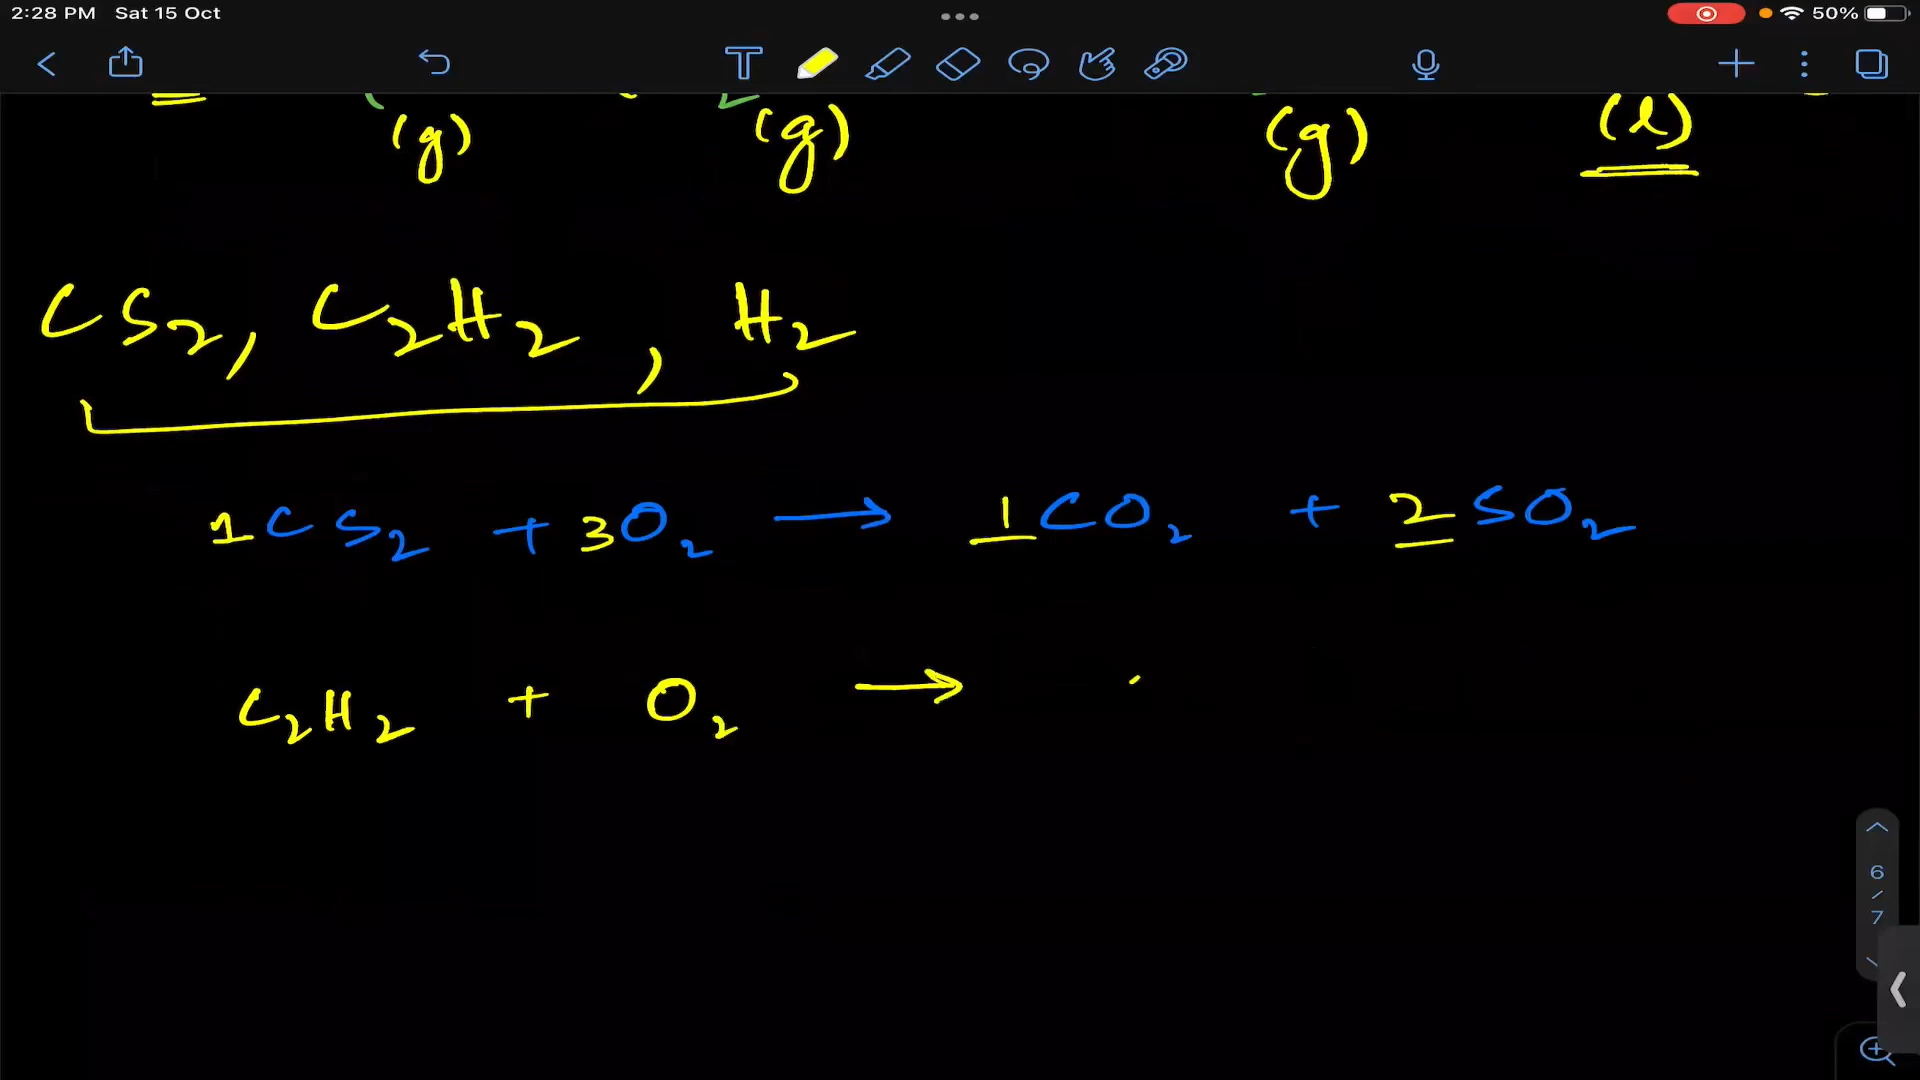 2:28 PM Sat 15 Oct
50%
T
(g) (g) (g) (l)
CS₂, C₂H₂, H₂
1CS₂ + 3O₂ → 1CO₂ + 2SO₂
C₂H₂ + O₂ →
6
/
7